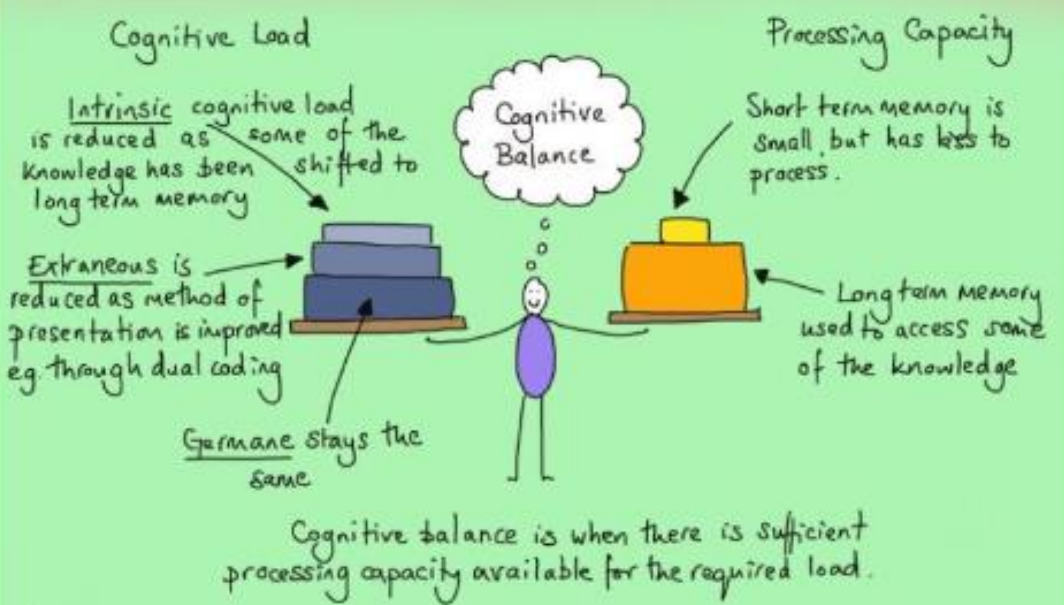 Cognitive Load
Intrinsic cognitive load
is reduced as some of the
knowledge has been shifted to
long term memory
Extraneous is
reduced as method of
presentation is improved
eg. through dual coding
Germane stays the
same
Cognitive
Balance
Processing Capacity
Short term memory is
small but has less to
process.
Long term memory
used to access some
of the knowledge
Cognitive balance is when there is sufficient
processing capacity available for the required load.